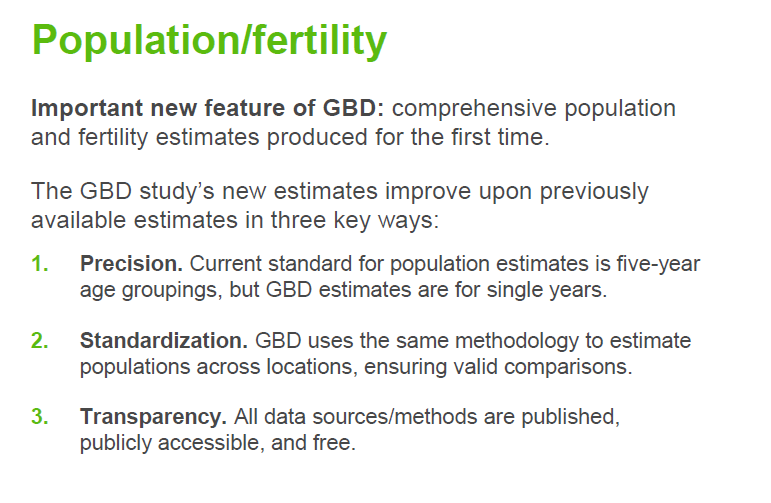 Population/fertility
Important new feature of GBD: comprehensive population
and fertility estimates produced for the first time.
The GBD study's new estimates improve upon previously
available estimates in three key ways:
1. Precision. Current standard for population estimates is five-year
age groupings, but GBD estimates are for single years.
2. Standardization. GBD uses the same methodology to estimate
populations across locations, ensuring valid comparisons.
3. Transparency. All data sources/methods are published,
publicly accessible, and free.